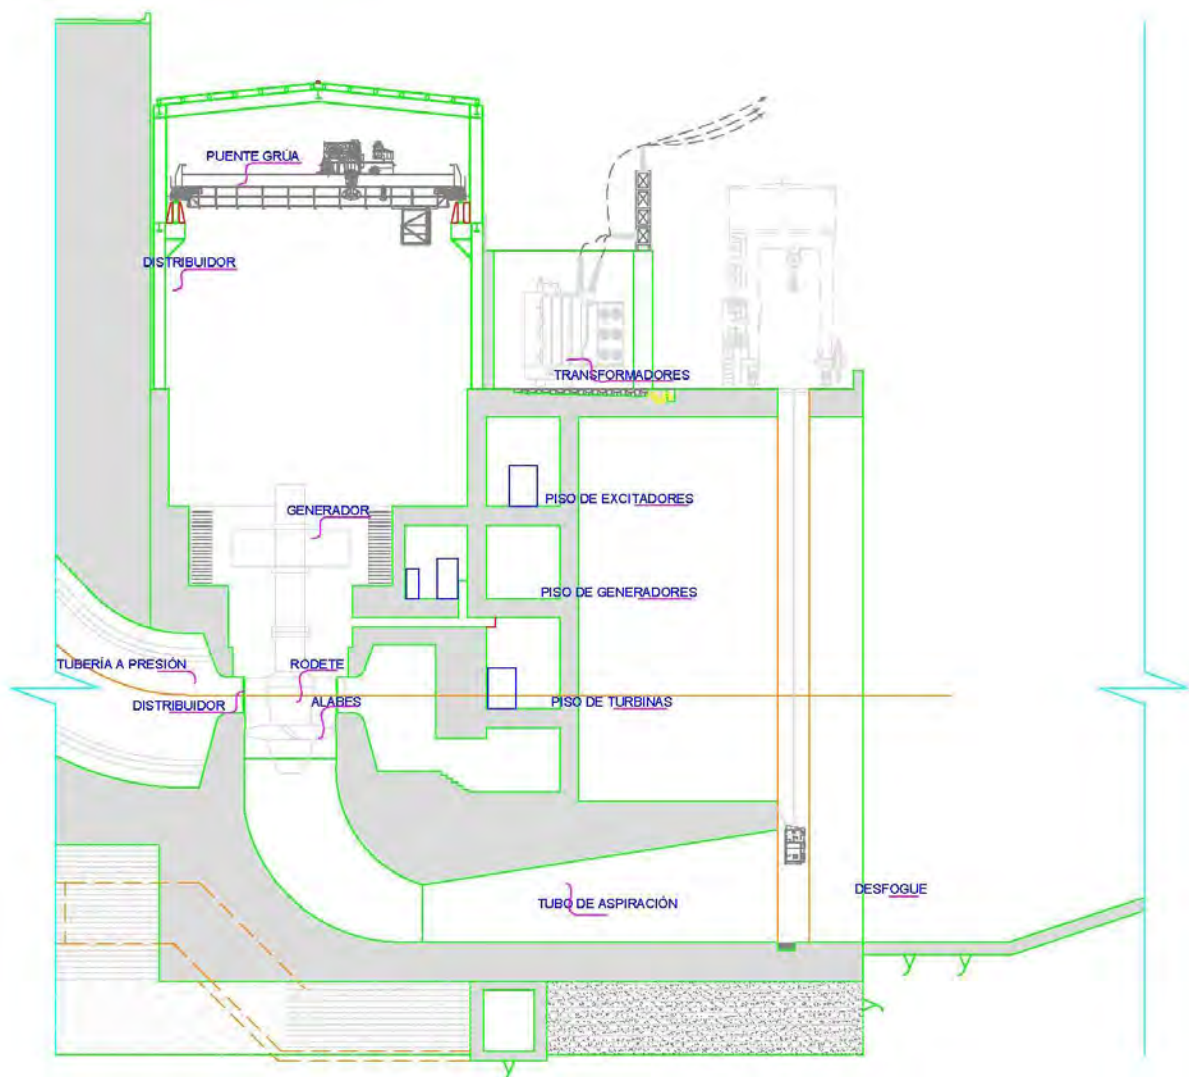 PUENTE GRÚA
DISTRIBUIDOR
TRANSFORMADORES
PISO DE EXCITADORES
GENERADOR
PISO DE GENERADORES
TUBERÍA A PRESIÓN
RODETE
DISTRIBUIDOR
ALABES
PISO DE TURBINAS
DESFOGUE
TUBO DE ASPIRACIÓN